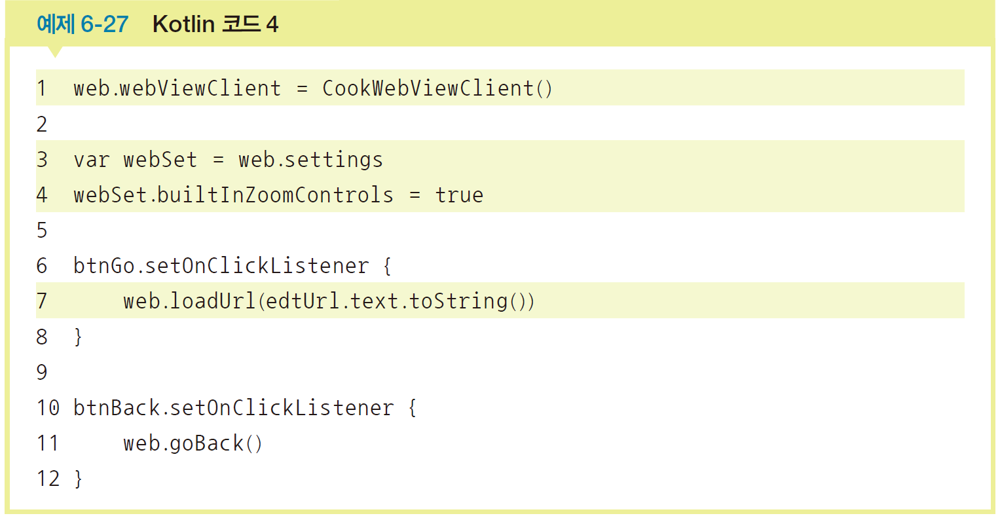 예제 6-27 Kotlin 코드 4
1 web.webViewClient = CookWebViewClient()
2
3 var webSet = web.settings
4 webSet.builtInZoomControls = true
5
6 btnGo.setOnClickListener {
7     web.loadUrl(edtUrl.text.toString())
8 }
9
10 btnBack.setOnClickListener {
11     web.goBack()
12 }